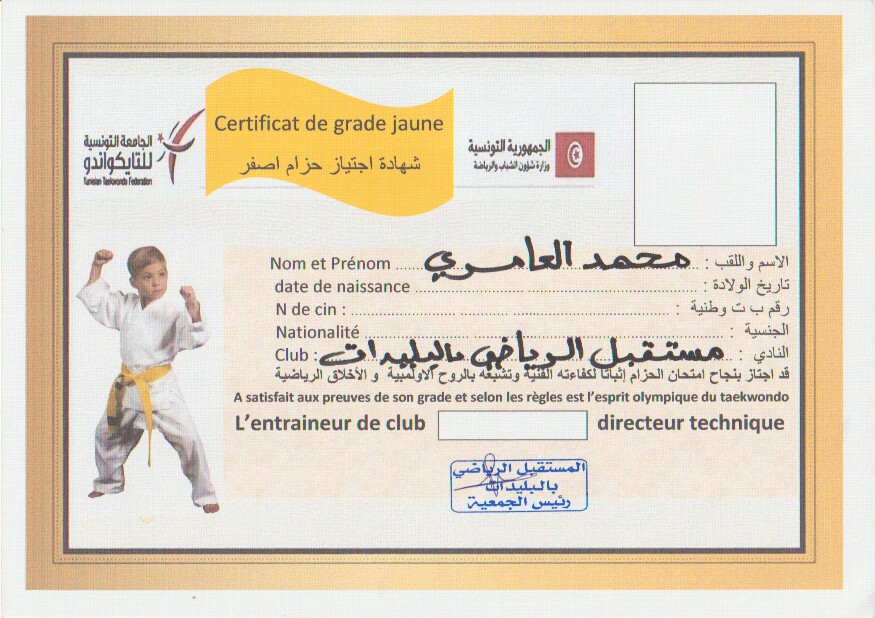 Certificat de grade jaune
شهادة اجتياز حزام اصفر
الجامعة التونسية
للتايكواندو
Tunisian Taekwondo Federation
الجمهورية التونسية
وزارة شؤون الشباب والرياضة
Nom et Prénom محمد العامري الاسم واللقب :
date de naissance تاريخ الولادة :
N de cin : رقم ب ت وطنية :
Nationalité الجنسية :
Club : مستقبل الرياضي بالبليدات النادي :
قد اجتاز بنجاح امتحان الحزام إثباتا لكفاءته الفنية وتشبعه بالروح الاولمبية و الأخلاق الرياضية
A satisfait aux preuves de son grade et selon les règles est l'esprit olympique du taekwondo
L'entraineur de club directeur technique
المستقبل الرياضي
بالبليدات
رئيس الجمعية